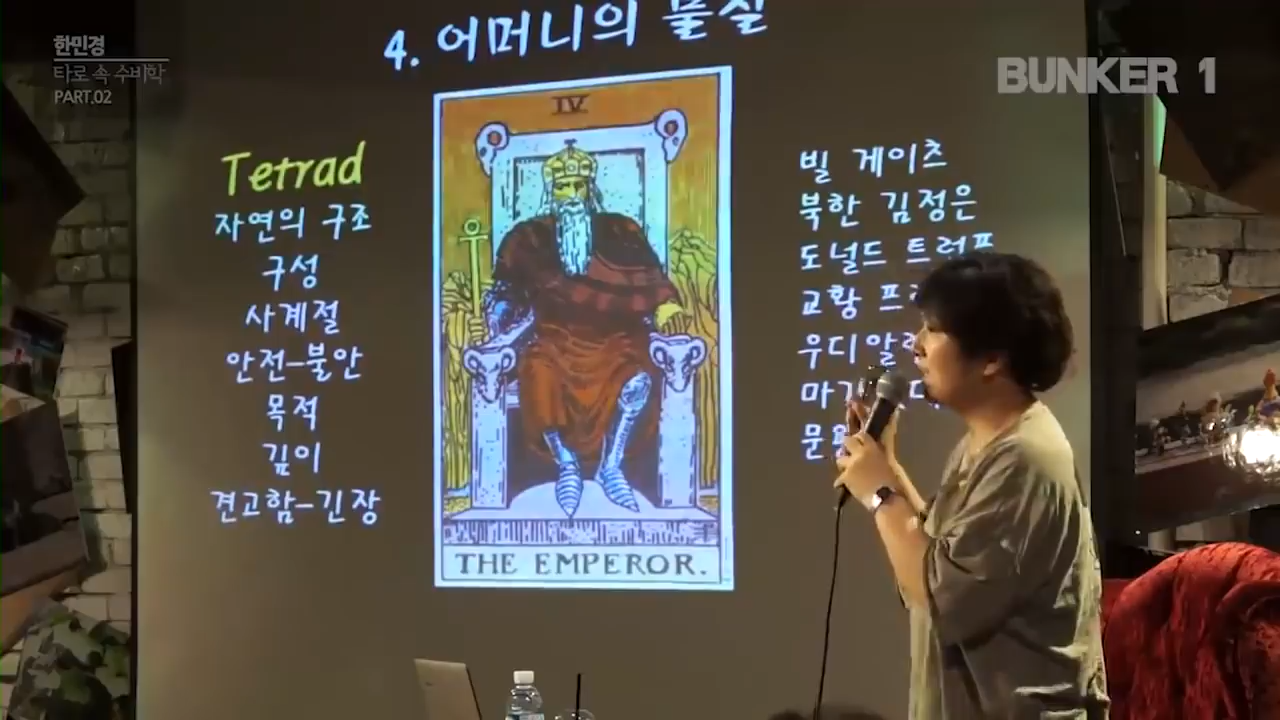 한민경
타로 속 수비학
PART.02
BUNKER 1
4. 어머니의 물질
IV
THE EMPEROR.
Tetrad
자연의 구조
구성
사계절
안전-불안
목적
깊이
견고함-긴장
빌 게이츠
북한 김정은
도널드 트럼프
교황
우디